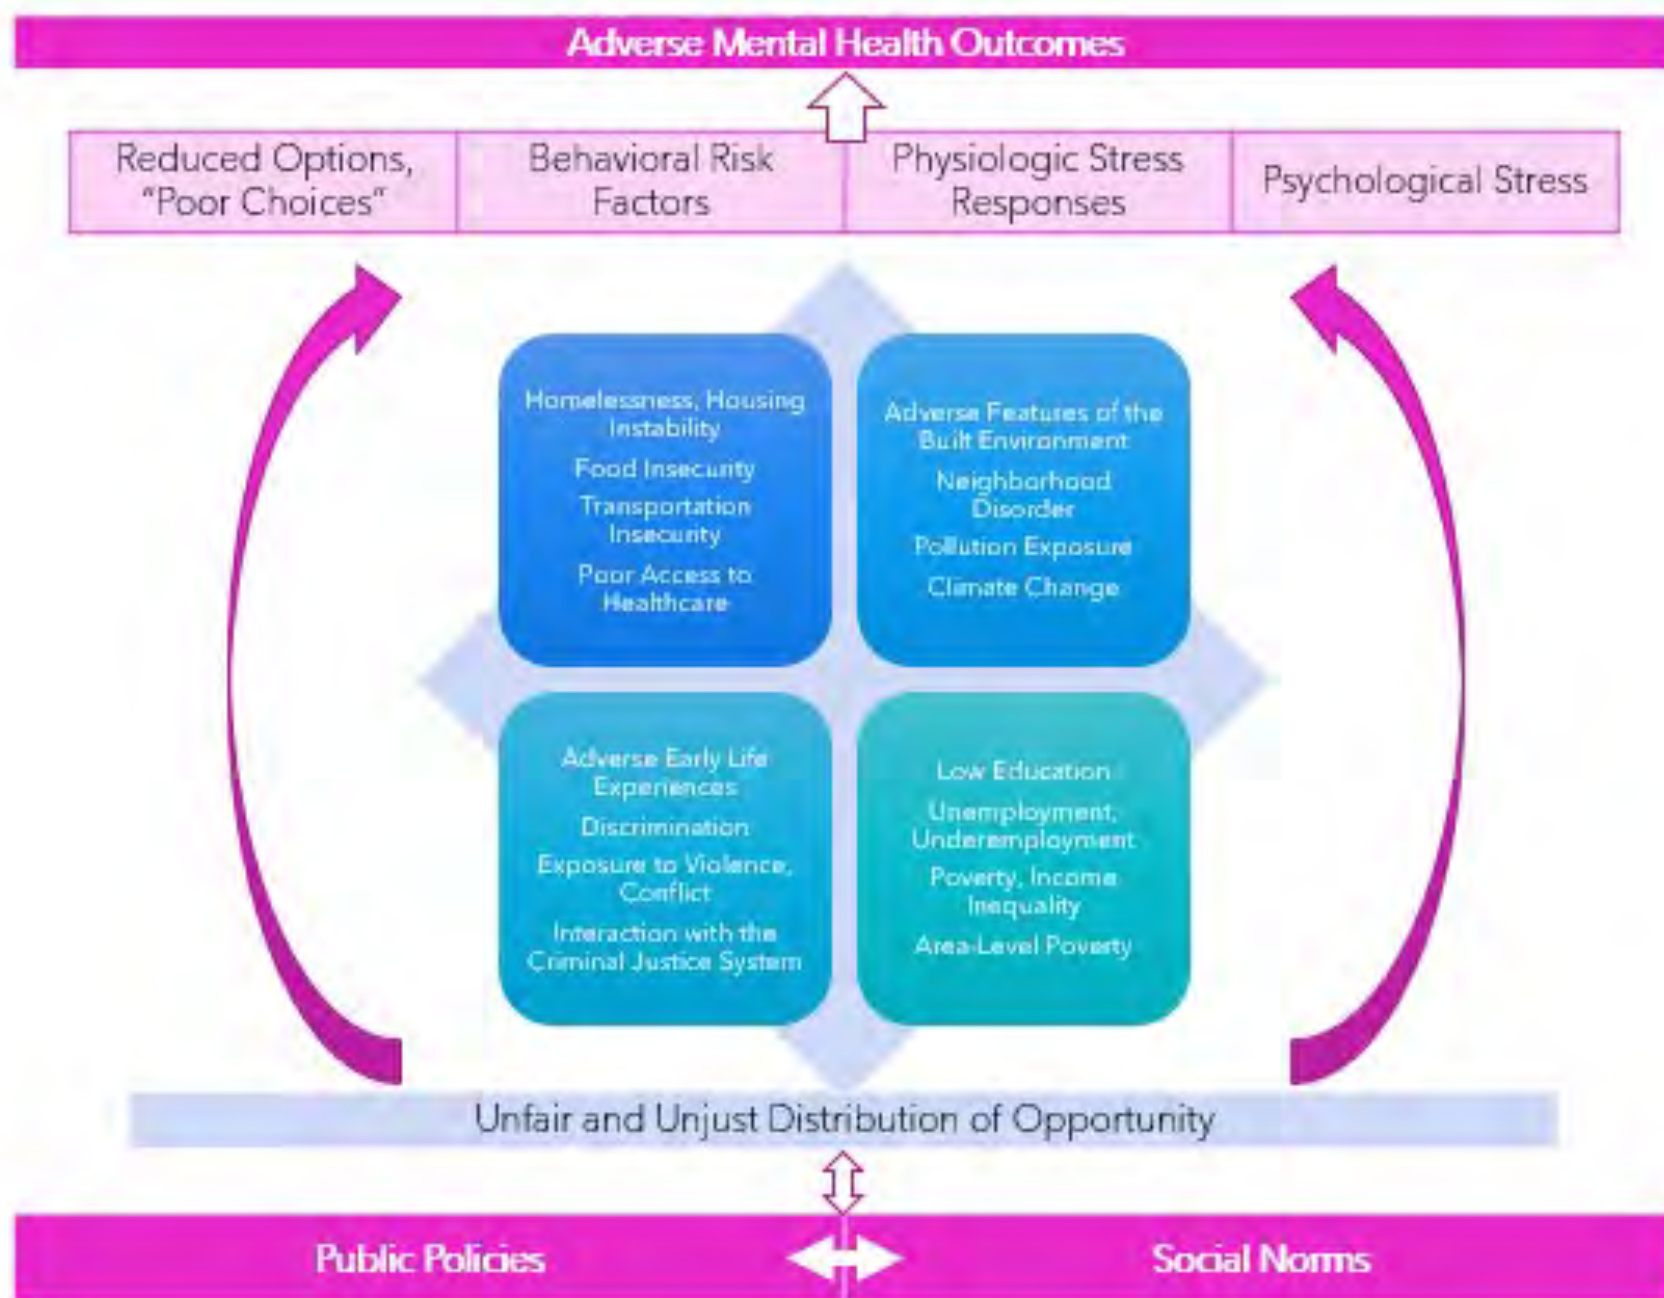 Adverse Mental Health Outcomes
Reduced Options,
"Poor Choices"
Behavioral Risk
Factors
Physiologic Stress
Responses
Psychological Stress
Homelessness, Housing
Instability
Food Insecurity
Transportation
Insecurity
Poor Access to
Healthcare
Adverse Features of the
Built Environment
Neighborhood
Disorder
Pollution Exposure
Climate Change
Adverse Early Life
Experiences
Discrimination
Exposure to Violence,
Conflict
Interaction with the
Criminal Justice System
Low Education
Unemployment,
Underemployment
Poverty, Income
Inequality
Area-Level Poverty
Unfair and Unjust Distribution of Opportunity
Public Policies
Social Norms